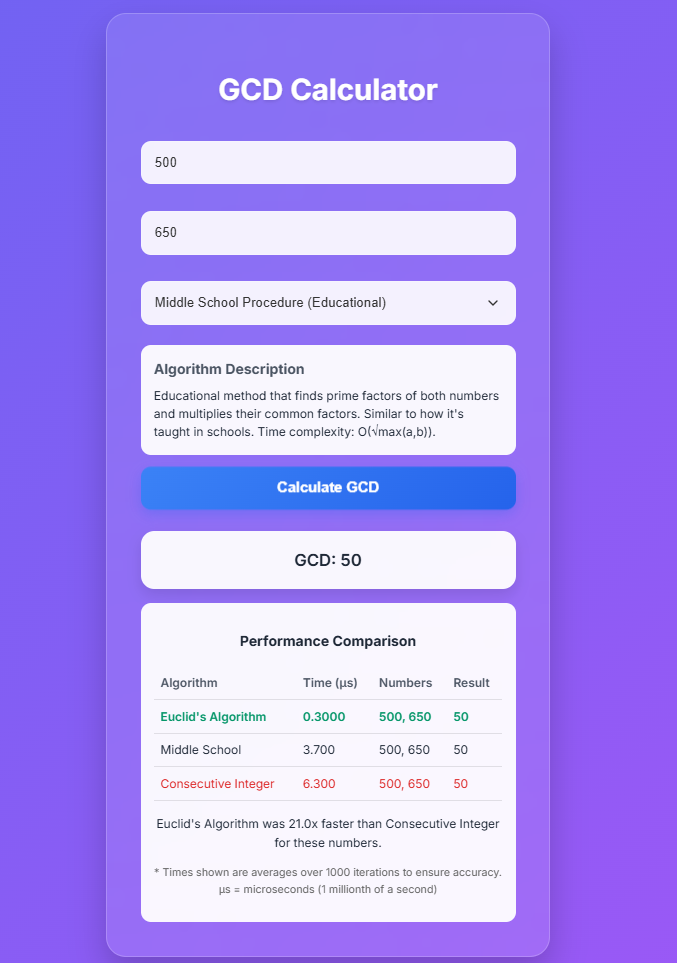 GCD Calculator
500
650
Middle School Procedure (Educational)
Algorithm Description
Educational method that finds prime factors of both numbers
and multiplies their common factors. Similar to how it's
taught in schools. Time complexity: O(√max(a,b)).
Calculate GCD
GCD: 50
Performance Comparison
Algorithm Time (μs) Numbers Result
Euclid's Algorithm 0.3000 500, 650 50
Middle School 3.700 500, 650 50
Consecutive Integer 6.300 500, 650 50
Euclid's Algorithm was 21.0x faster than Consecutive Integer
for these numbers.
* Times shown are averages over 1000 iterations to ensure accuracy.
μs = microseconds (1 millionth of a second)